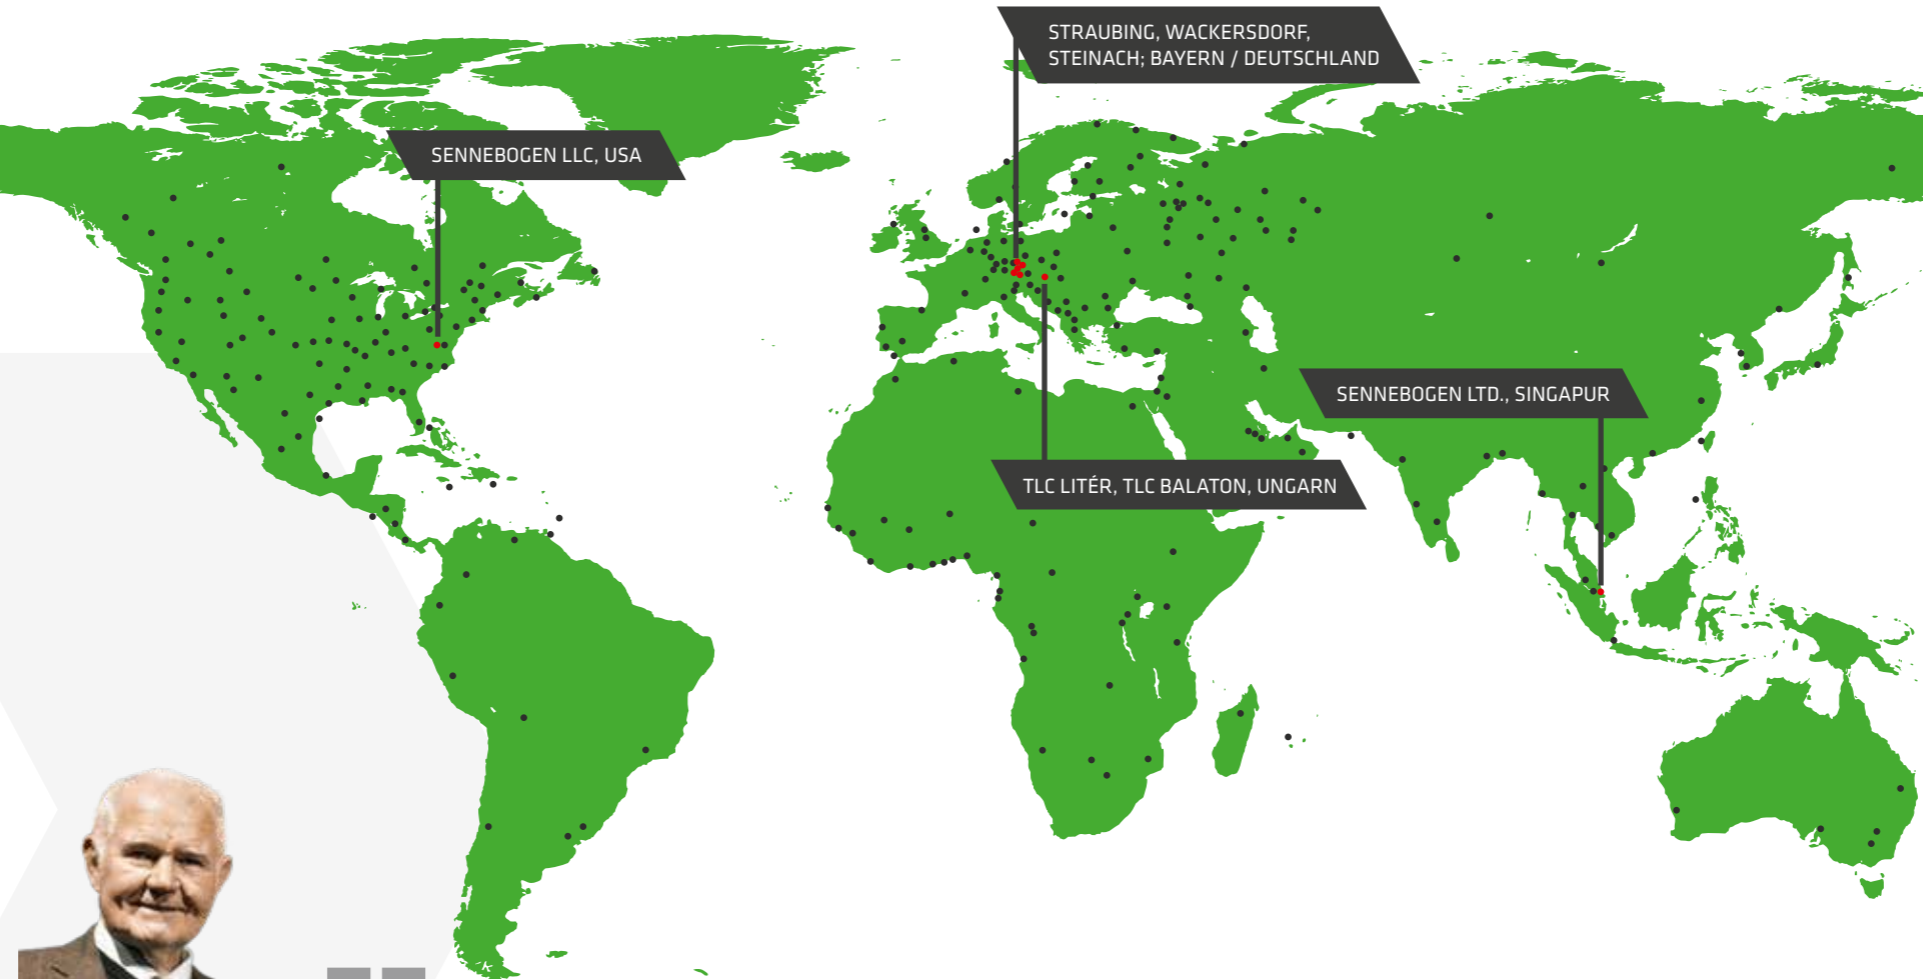 STRAUBING, WACKERSDORF,
STEINACH; BAYERN / DEUTSCHLAND
SENNEBOGEN LLC, USA
SENNEBOGEN LTD., SINGAPUR
TLC LITÉR, TLC BALATON, UNGARN